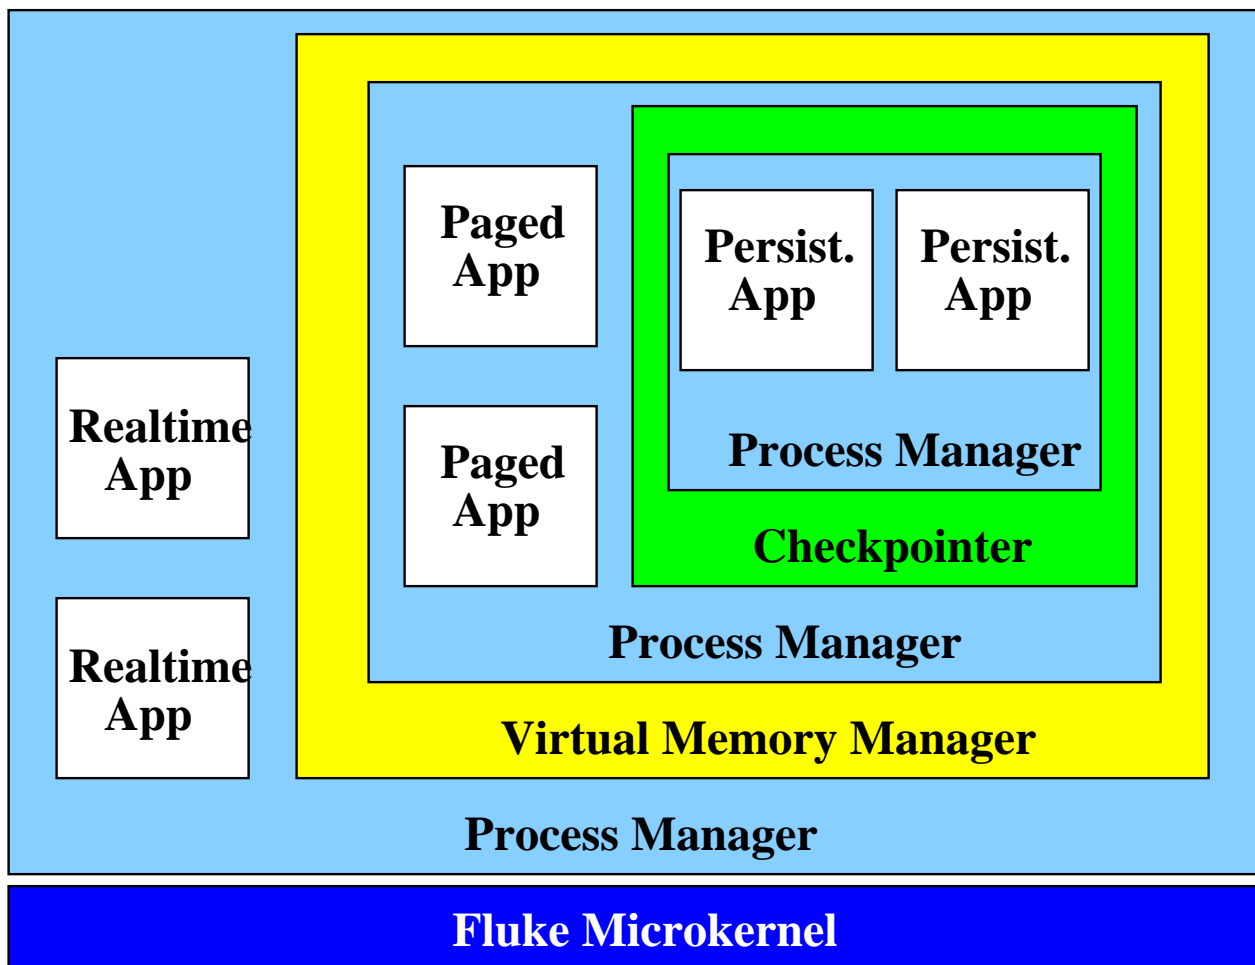 Paged
App
Persist.
App
Persist.
App
Realtime
App
Paged
App
Process Manager
Checkpointer
Realtime
App
Process Manager
Virtual Memory Manager
Process Manager
Fluke Microkernel